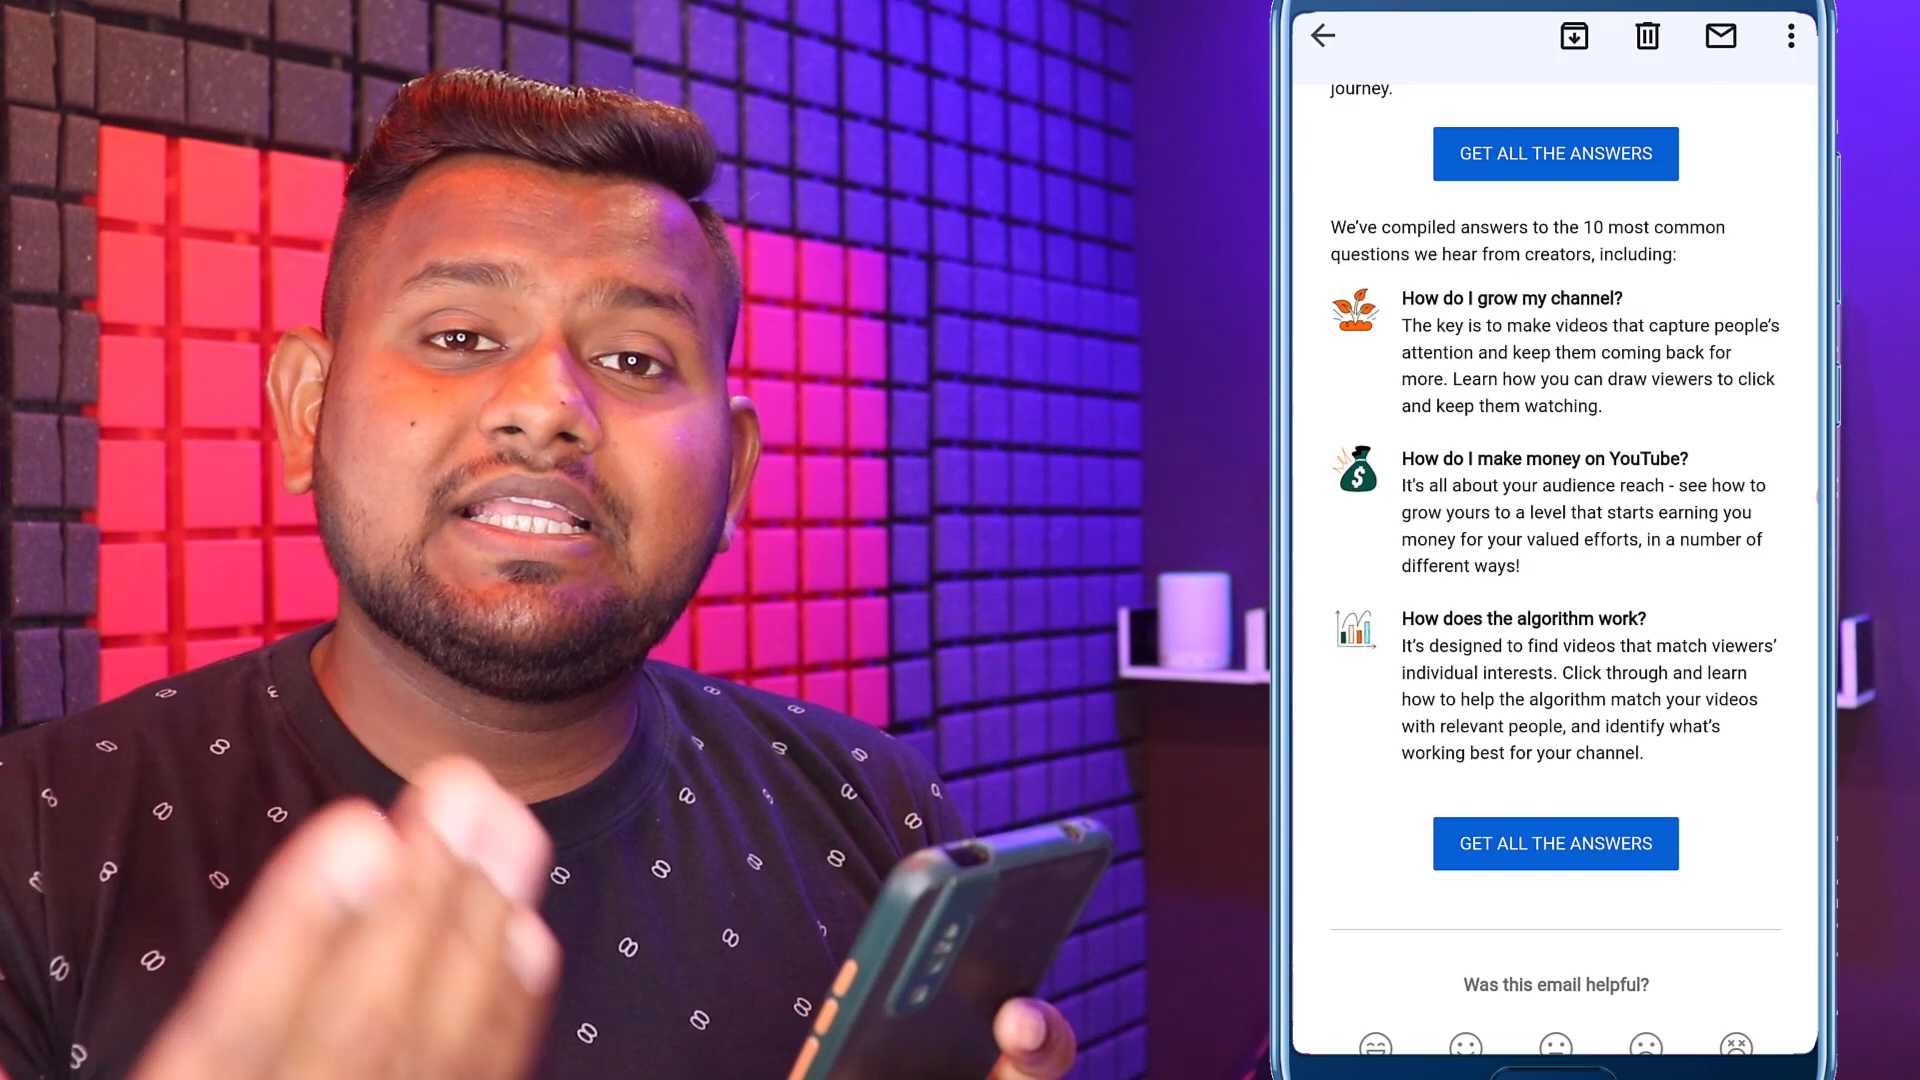 journey.
GET ALL THE ANSWERS
We’ve compiled answers to the 10 most common
questions we hear from creators, including:
How do I grow my channel?
The key is to make videos that capture people’s
attention and keep them coming back for
more. Learn how you can draw viewers to click
and keep them watching.
How do I make money on YouTube?
It's all about your audience reach - see how to
grow yours to a level that starts earning you
money for your valued efforts, in a number of
different ways!
How does the algorithm work?
It’s designed to find videos that match viewers’
individual interests. Click through and learn
how to help the algorithm match your videos
with relevant people, and identify what’s
working best for your channel.
GET ALL THE ANSWERS
Was this email helpful?